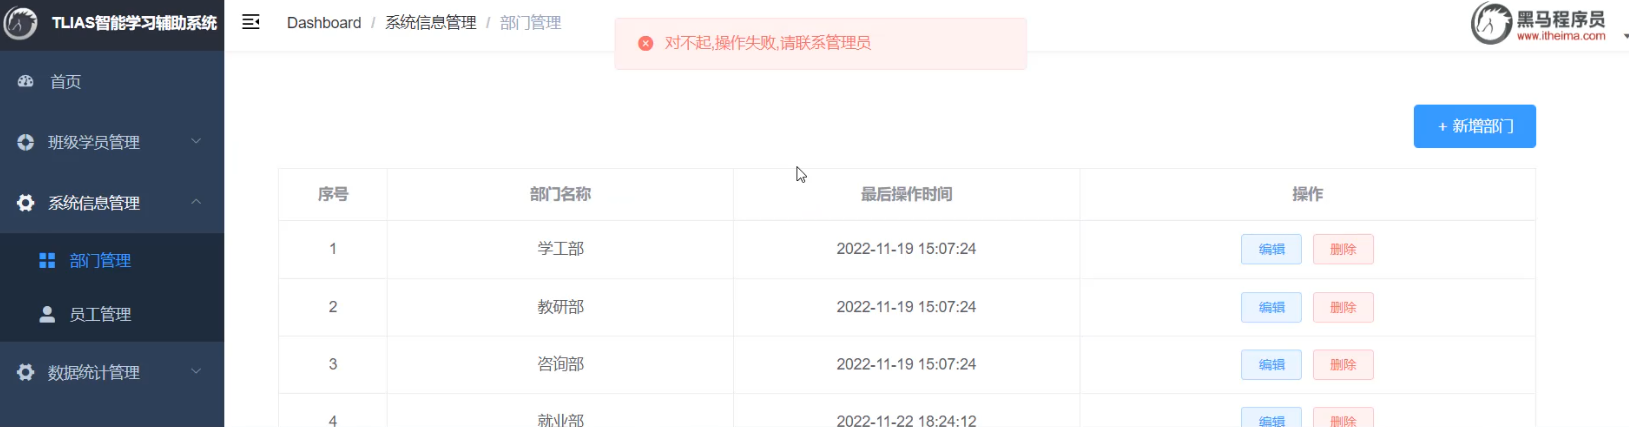 TLIAS智能学习辅助系统
Dashboard / 系统信息管理 / 部门管理
对不起,操作失败,请联系管理员
黑马程序员
www.itheima.com
首页
班级学员管理
系统信息管理
部门管理
员工管理
数据统计管理
+ 新增部门
序号 部门名称 最后操作时间 操作
1 学工部 2022-11-19 15:07:24 编辑 删除
2 教研部 2022-11-19 15:07:24 编辑 删除
3 咨询部 2022-11-19 15:07:24 编辑 删除
4 就业部 2022-11-22 18:24:12 编辑 删除